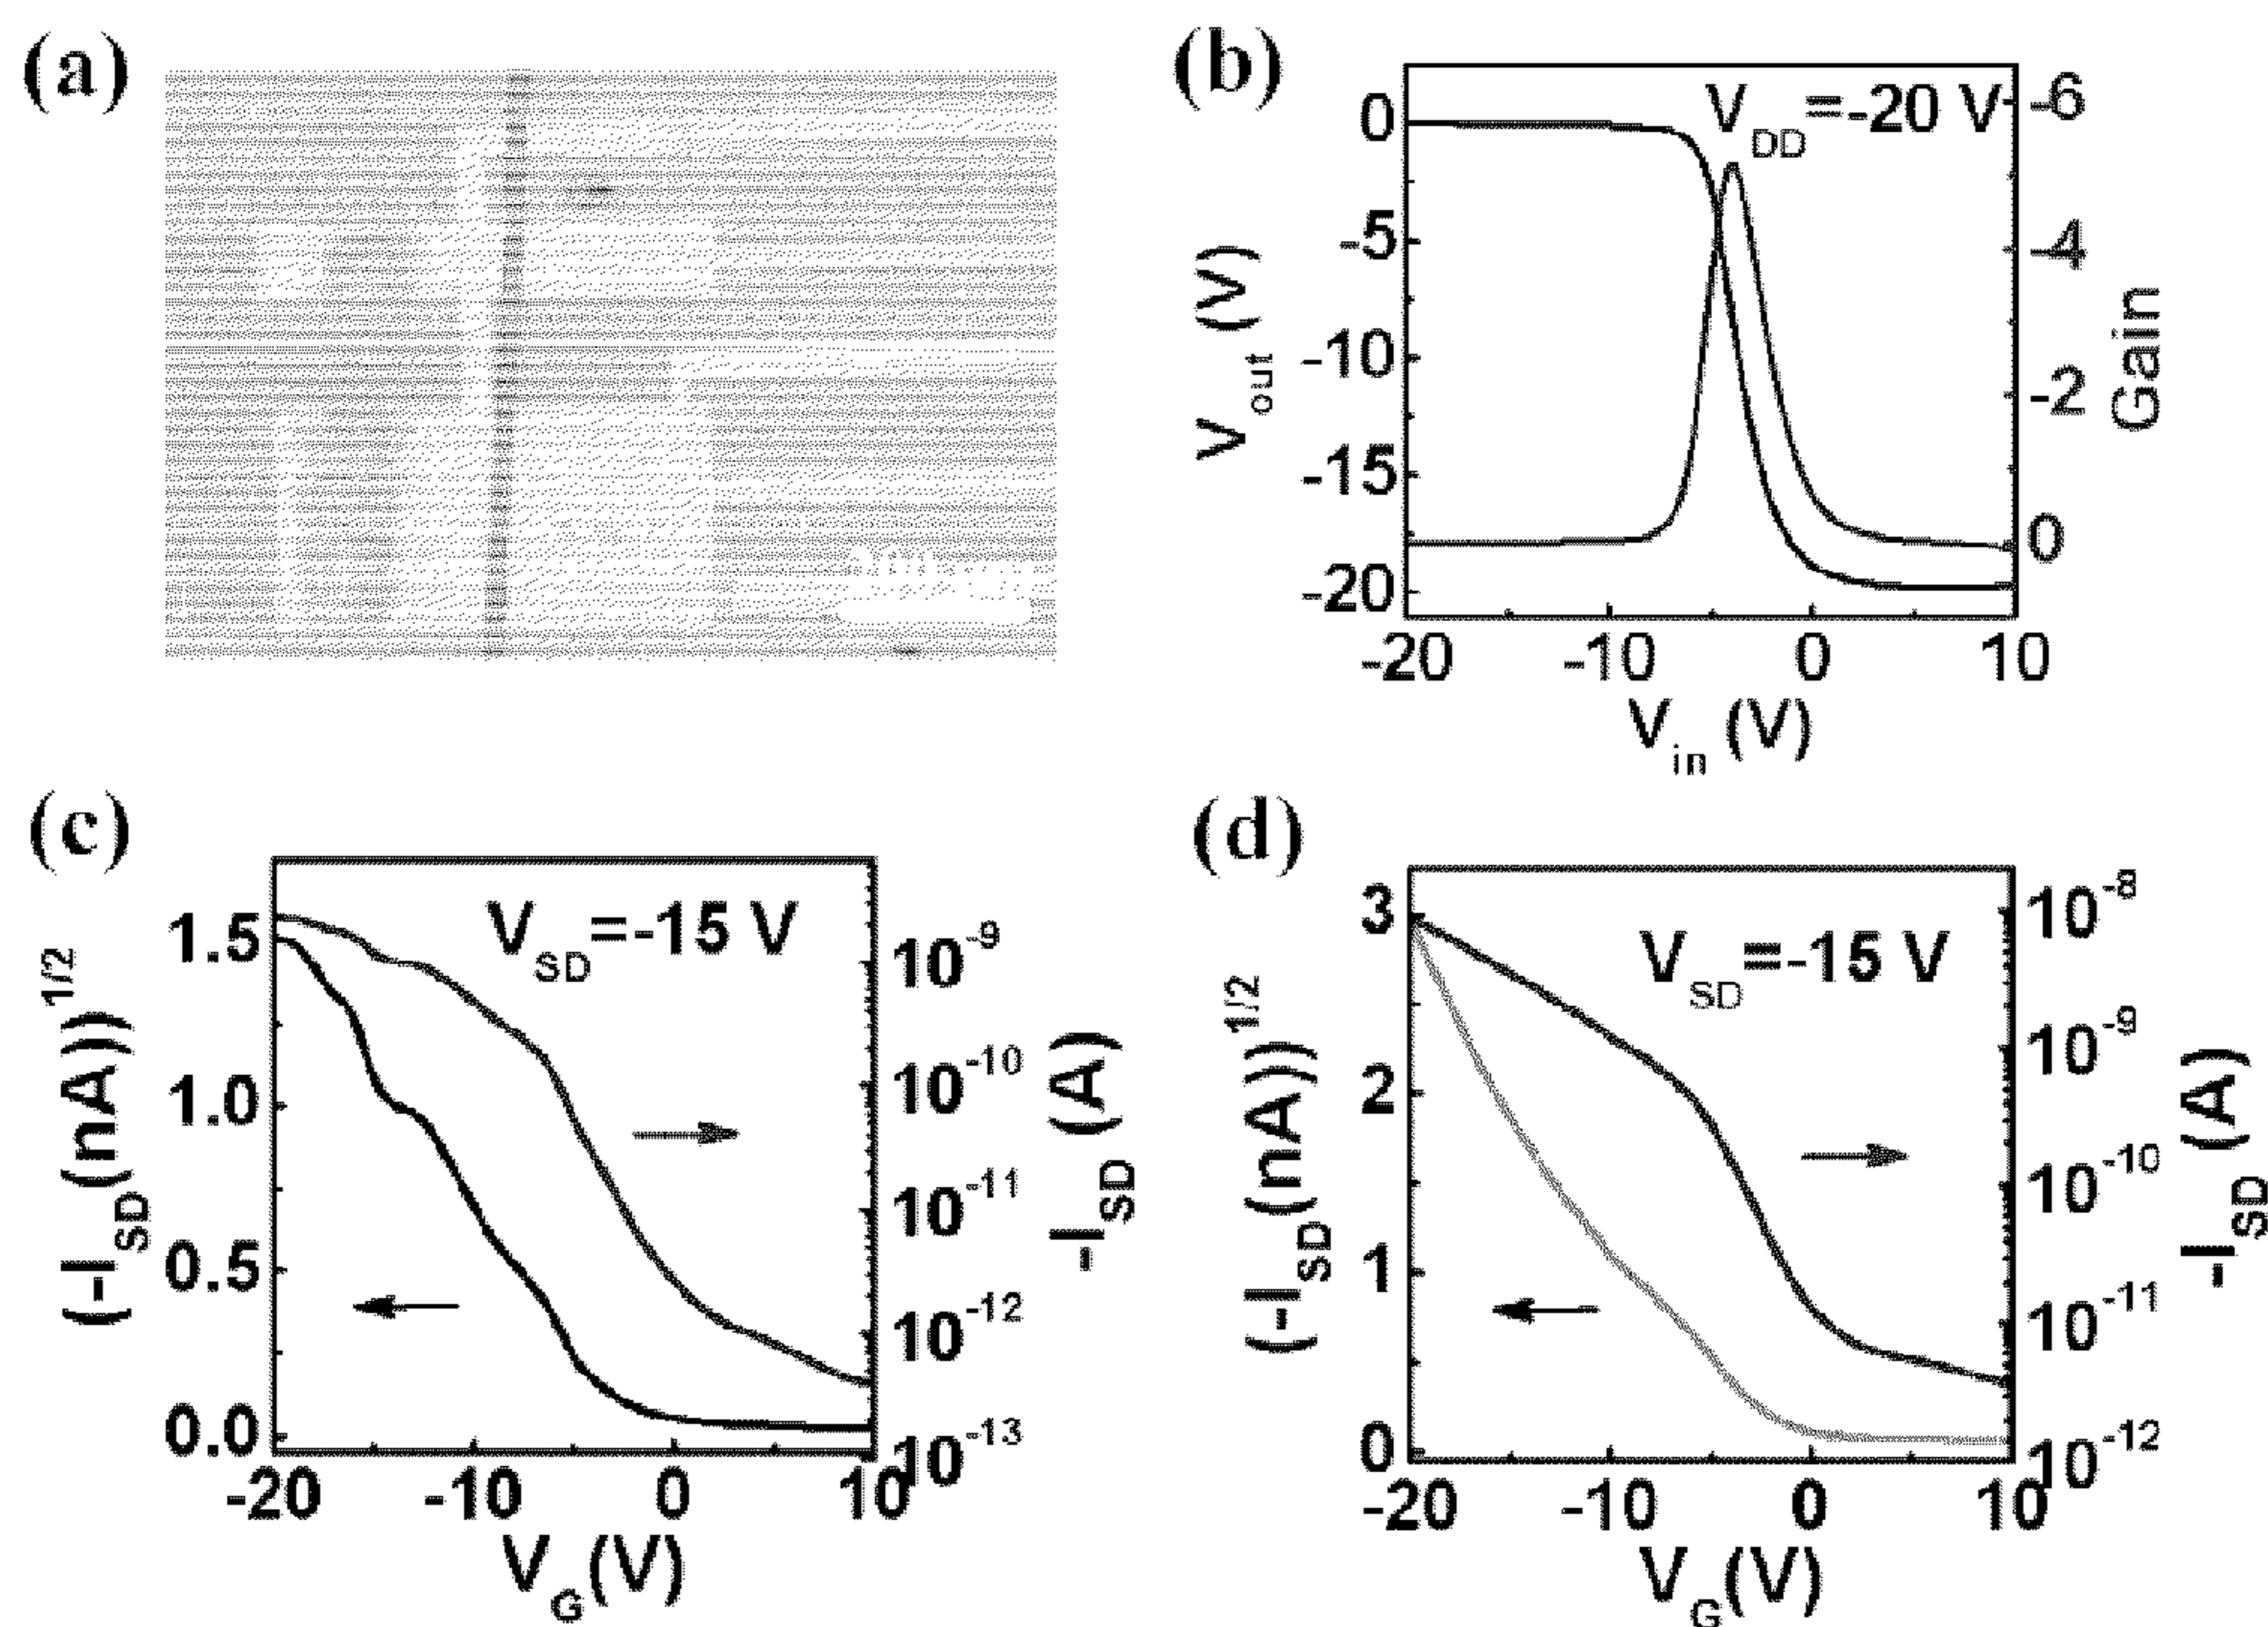 (a)
(b)
V_DD=-20 V
0
-5
-10
-15
-20
V_out (V)
-6
-4
-2
0
Gain
-20 -10 0 10
V_in (V)
(c)
V_SD=-15 V
1.5
1.0
0.5
0.0
(-I_SD(nA))^1/2
10^-9
10^-10
10^-11
10^-12
10^-13
-I_SD (A)
-20 -10 0 10
V_G(V)
(d)
V_SD=-15 V
3
2
1
0
(-I_SD(nA))^1/2
10^-8
10^-9
10^-10
10^-11
10^-12
-I_SD (A)
-20 -10 0 10
V_G(V)